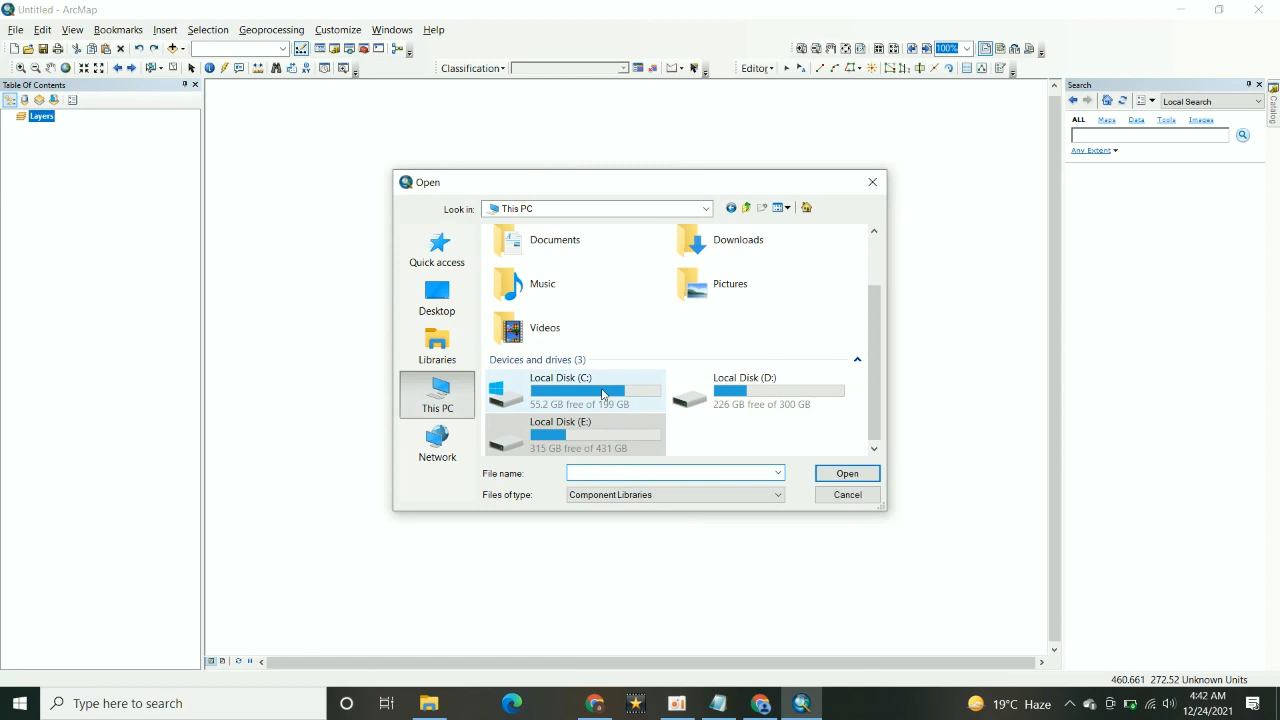 Untitled - ArcMap
File Edit View Bookmarks Insert Selection Geoprocessing Customize Windows Help
100%
Classification Editor
Table Of Contents
Layers
Search
Local Search
ALL Maps Data Tools Images
Any Extent
Catalog
Open
Look in: This PC
Quick access
Desktop
Libraries
This PC
Network
Documents
Downloads
Music
Pictures
Videos
Devices and drives (3)
Local Disk (C:)
55.2 GB free of 199 GB
Local Disk (D:)
226 GB free of 300 GB
Local Disk (E:)
315 GB free of 431 GB
File name:
Open
Files of type: Component Libraries
Cancel
460.661 272.52 Unknown Units
Type here to search
19°C Haze
4:42 AM
12/24/2021